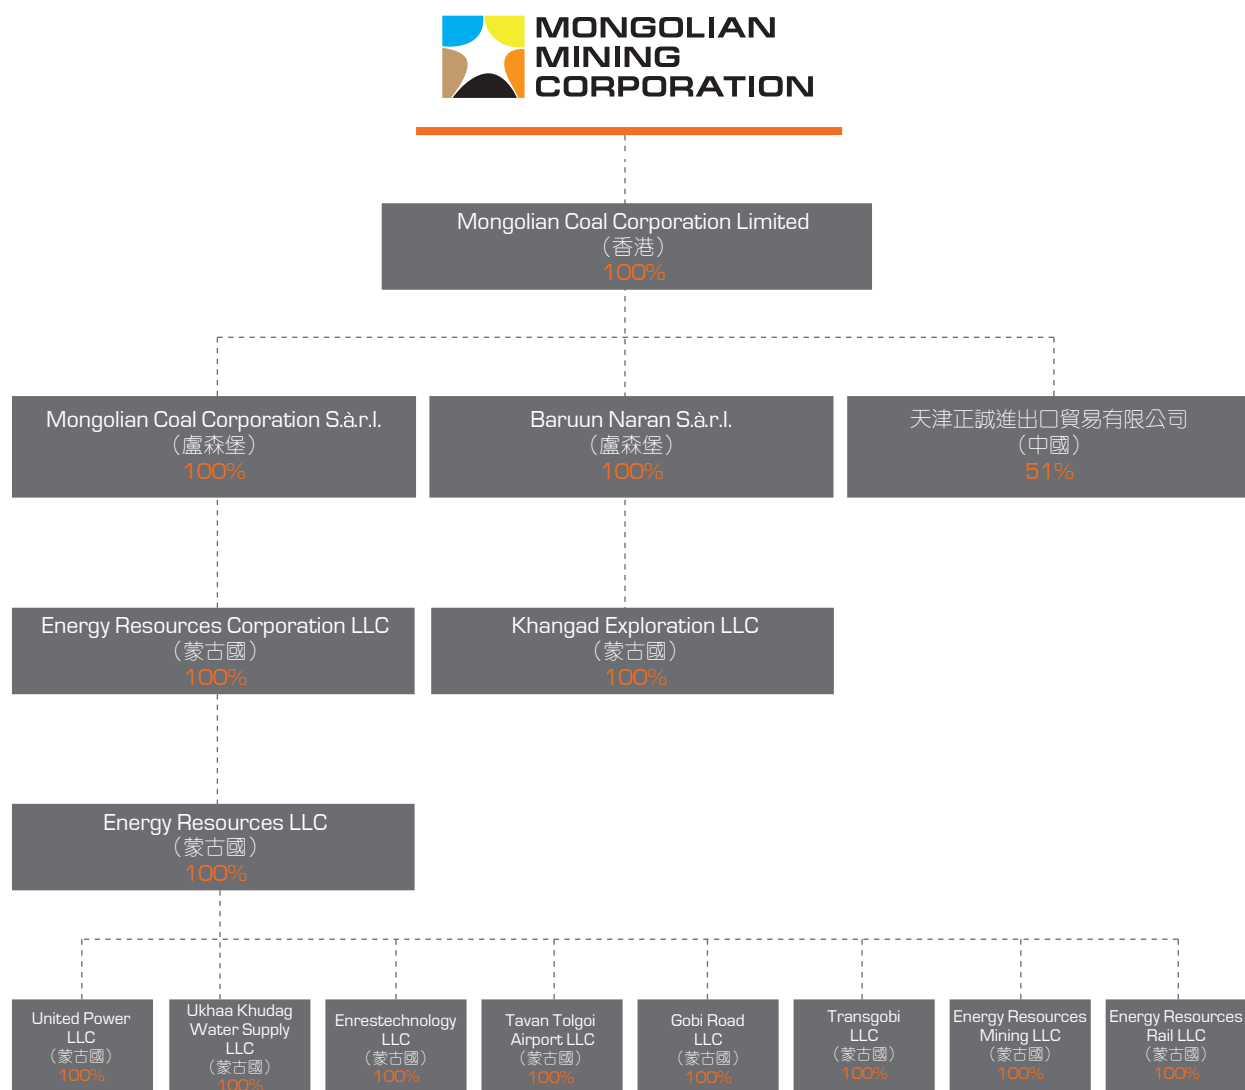 MONGOLIAN
MINING
CORPORATION
Mongolian Coal Corporation Limited
（香港）
100%
Mongolian Coal Corporation S.à.r.l.
（盧森堡）
100%
Baruun Naran S.à.r.l.
（盧森堡）
100%
天津正誠進出口貿易有限公司
（中國）
51%
Energy Resources Corporation LLC
（蒙古國）
100%
Khangad Exploration LLC
（蒙古國）
100%
Energy Resources LLC
（蒙古國）
100%
United Power
LLC
（蒙古國）
100%
Ukhaa Khudag
Water Supply
LLC
（蒙古國）
100%
Enrestechnology
LLC
（蒙古國）
100%
Tavan Tolgoi
Airport LLC
（蒙古國）
100%
Gobi Road
LLC
（蒙古國）
100%
Transgobi
LLC
（蒙古國）
100%
Energy Resources
Mining LLC
（蒙古國）
100%
Energy Resources
Rail LLC
（蒙古國）
100%